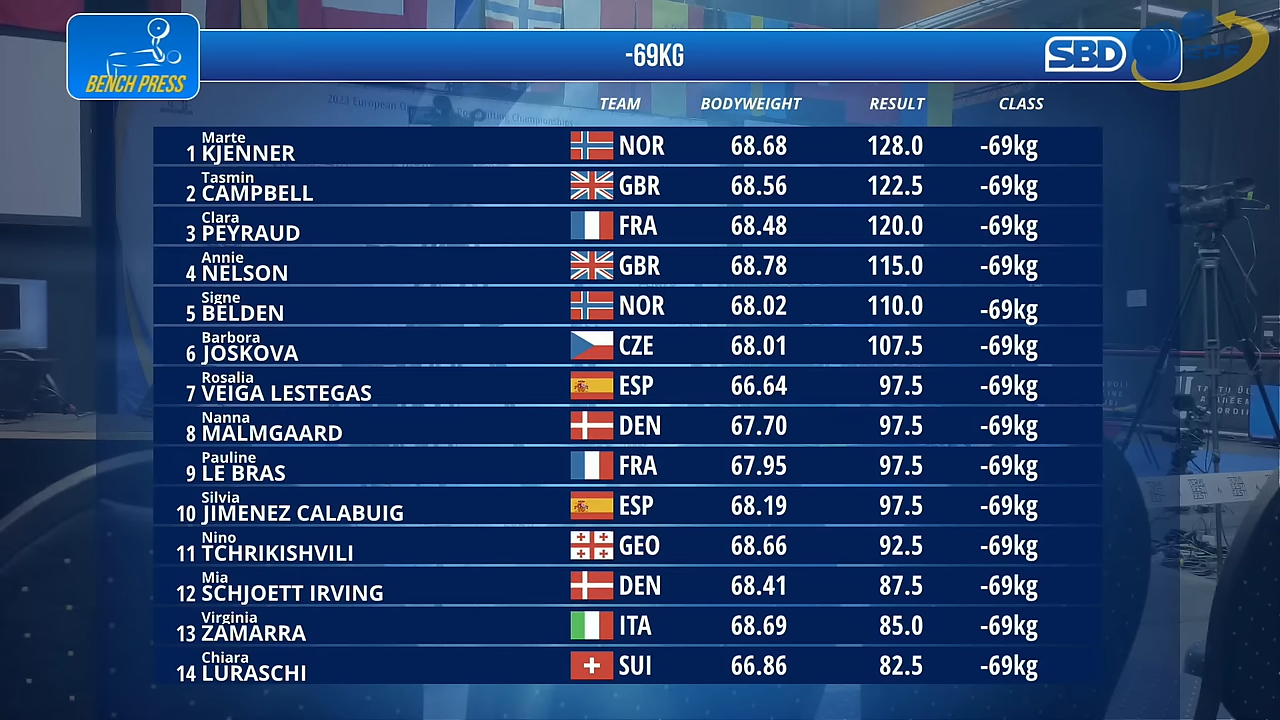 -69KG
SBD
BENCH PRESS
TEAM BODYWEIGHT RESULT CLASS
Marte
1 KJENNER NOR 68.68 128.0 -69kg
Tasmin
2 CAMPBELL GBR 68.56 122.5 -69kg
Clara
3 PEYRAUD FRA 68.48 120.0 -69kg
Annie
4 NELSON GBR 68.78 115.0 -69kg
Signe
5 BELDEN NOR 68.02 110.0 -69kg
Barbora
6 JOSKOVA CZE 68.01 107.5 -69kg
Rosalia
7 VEIGA LESTEGAS ESP 66.64 97.5 -69kg
Nanna
8 MALMGAARD DEN 67.70 97.5 -69kg
Pauline
9 LE BRAS FRA 67.95 97.5 -69kg
Silvia
10 JIMENEZ CALABUIG ESP 68.19 97.5 -69kg
Nino
11 TCHRIKISHVILI GEO 68.66 92.5 -69kg
Mia
12 SCHJOETT IRVING DEN 68.41 87.5 -69kg
Virginia
13 ZAMARRA ITA 68.69 85.0 -69kg
Chiara
14 LURASCHI SUI 66.86 82.5 -69kg